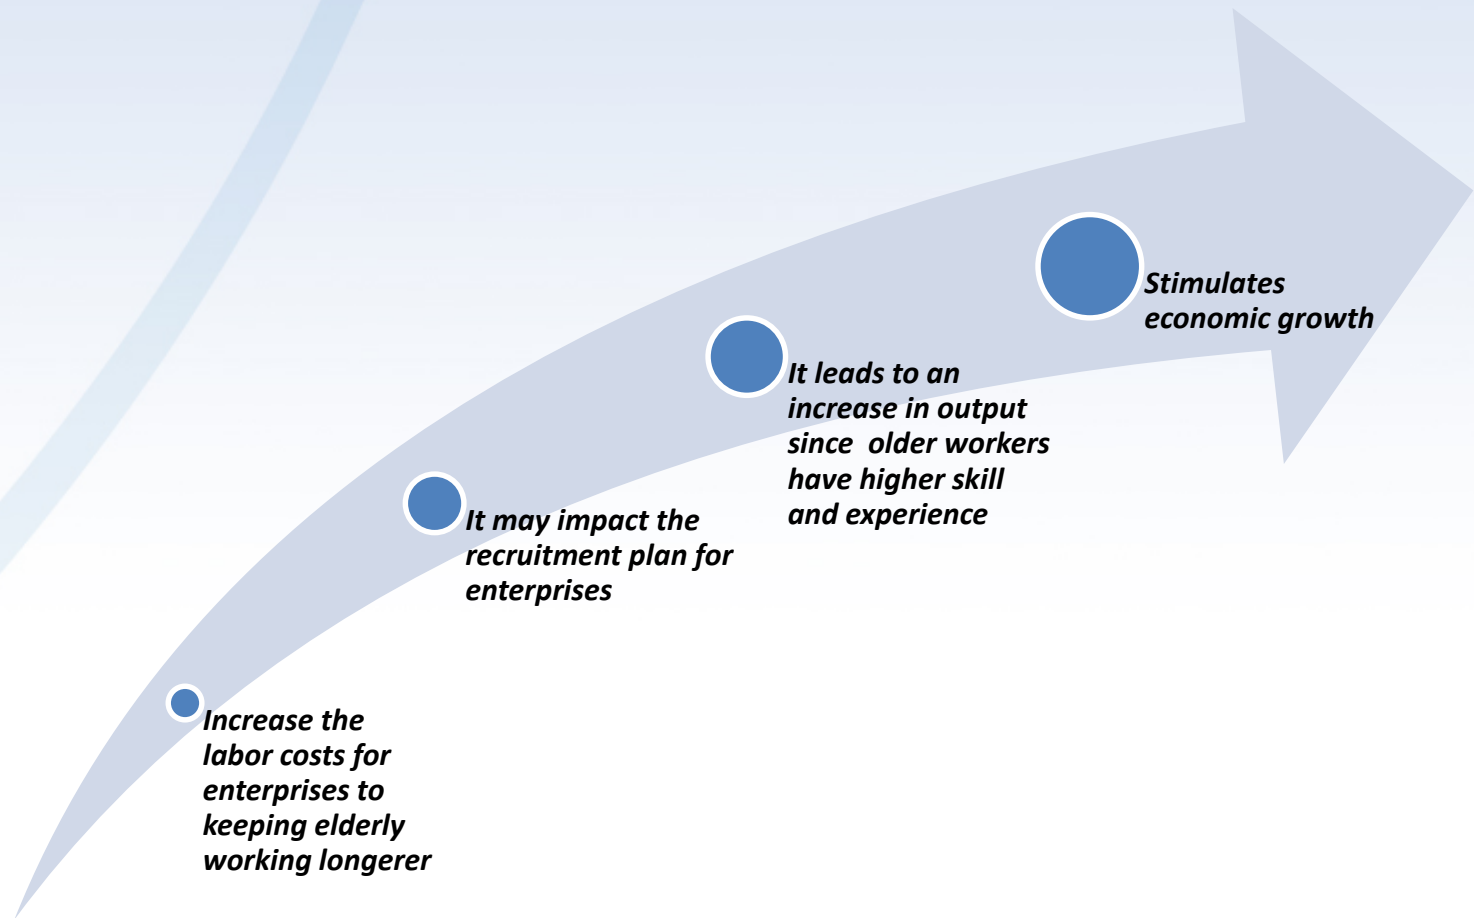 Increase the
labor costs for
enterprises to
keeping elderly
working longerer
It may impact the
recruitment plan for
enterprises
It leads to an
increase in output
since  older workers
have higher skill
and experience
Stimulates
economic growth